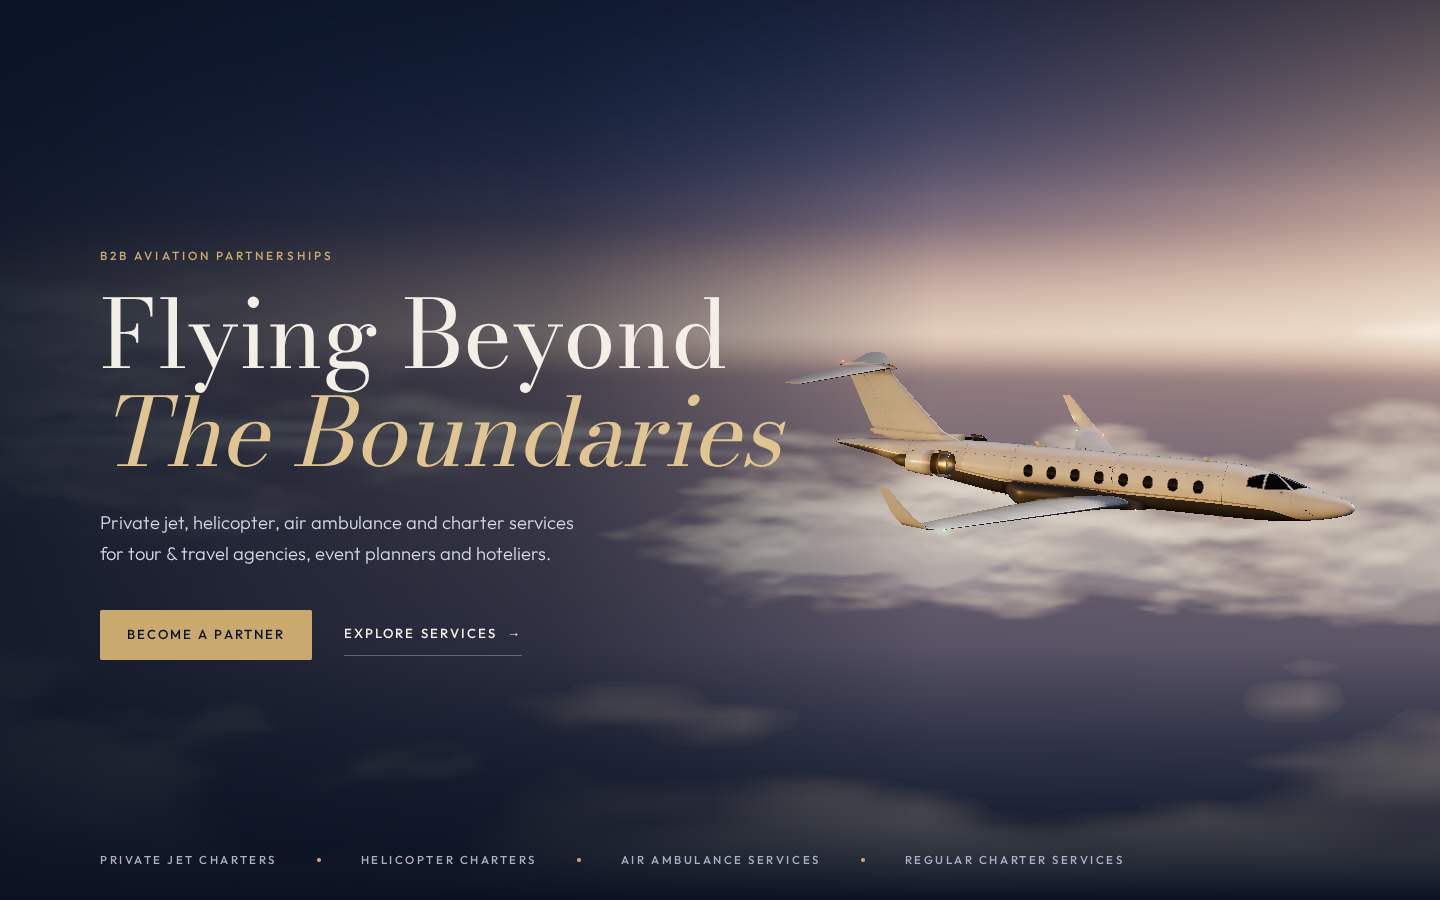 B2B AVIATION PARTNERSHIPS
Flying Beyond
The Boundaries
Private jet, helicopter, air ambulance and charter services
for tour & travel agencies, event planners and hoteliers.
BECOME A PARTNER
EXPLORE SERVICES →
PRIVATE JET CHARTERS • HELICOPTER CHARTERS • AIR AMBULANCE SERVICES • REGULAR CHARTER SERVICES